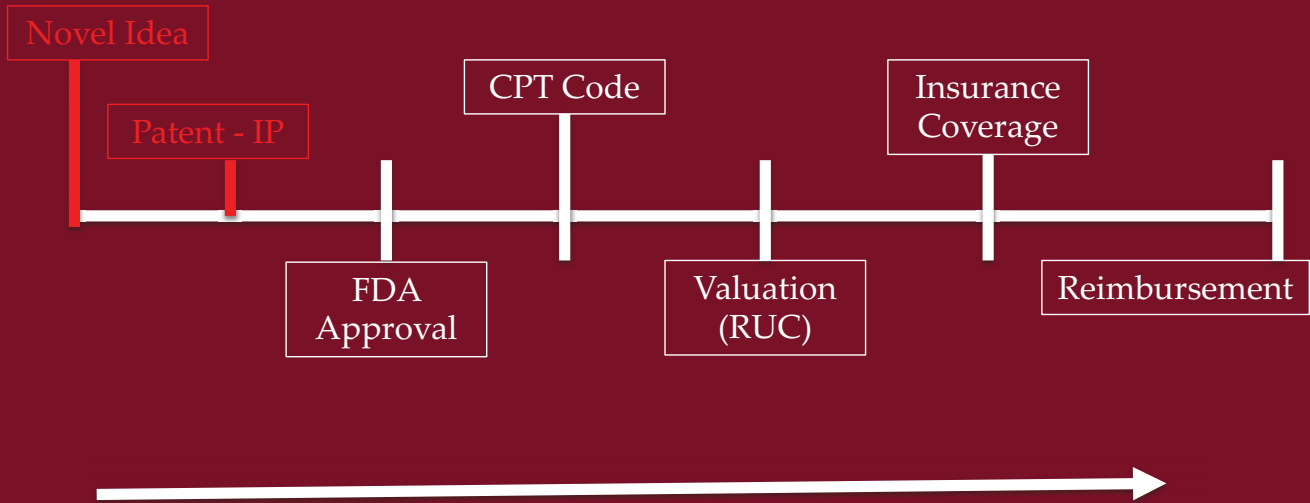 Novel Idea
Patent - IP
FDA
Approval
CPT Code
Valuation
(RUC)
Insurance
Coverage
Reimbursement